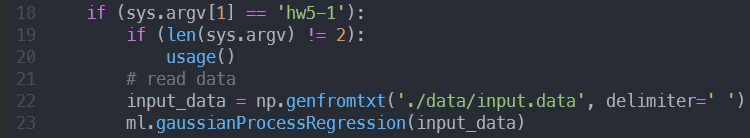 18 if (sys.argv[1] == 'hw5-1'):
19 if (len(sys.argv) != 2):
20 usage()
21 # read data
22 input_data = np.genfromtxt('./data/input.data', delimiter=' ')
23 ml.gaussianProcessRegression(input_data)